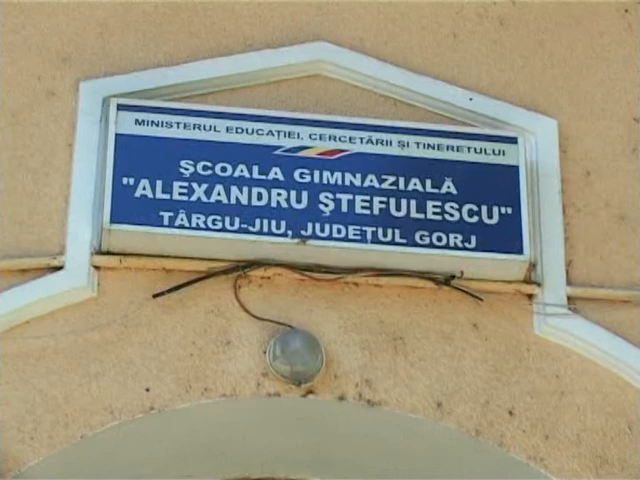 MINISTERUL EDUCAȚIEI, CERCETĂRII ȘI TINERETULUI
ŞCOALA GIMNAZIALĂ
"ALEXANDRU ŞTEFULESCU"
TÂRGU-JIU, JUDEȚUL GORJ